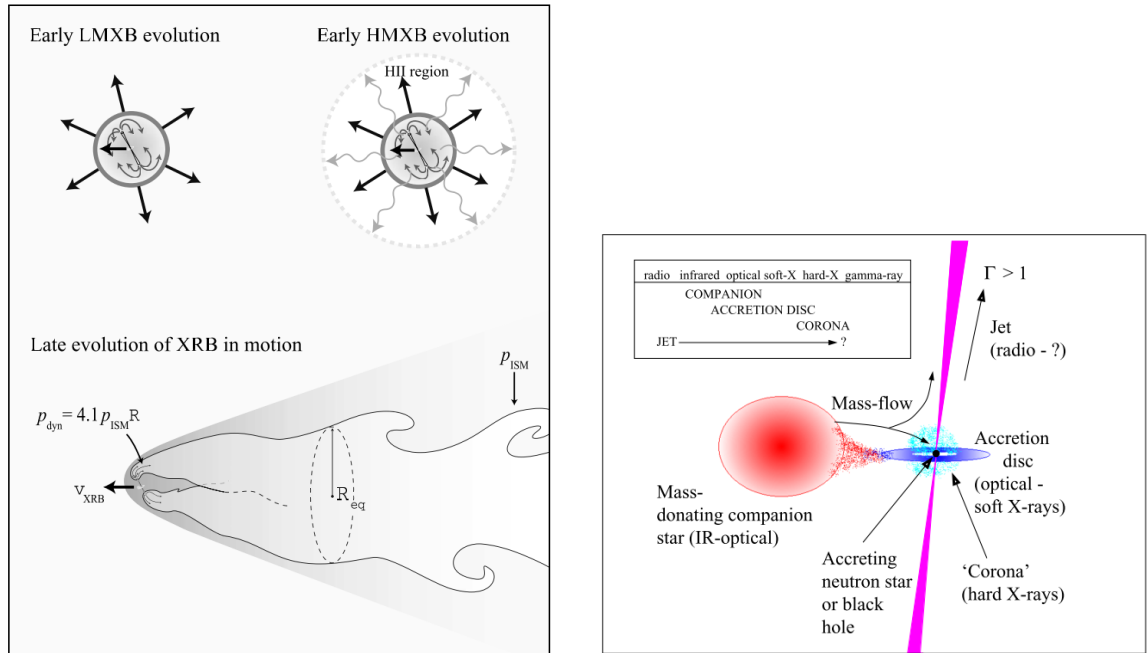 Early LMXB evolution
Early HMXB evolution
HII region
Late evolution of XRB in motion
p_ISM
p_dyn = 4.1 p_ISM R
v_XRB
R_eq
radio infrared optical soft-X hard-X gamma-ray
COMPANION
ACCRETION DISC
CORONA
JET ?
Γ > 1
Jet
(radio - ?)
Mass-flow
Accretion
disc
(optical -
soft X-rays)
Mass-
donating companion
star (IR-optical)
Accreting
neutron star
or black
hole
‘Corona’
(hard X-rays)